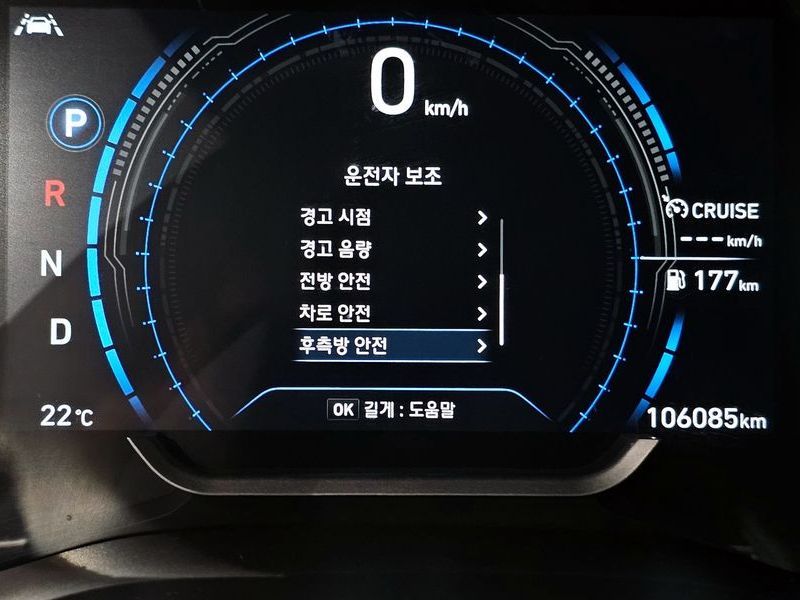 0 km/h
P
R
N
D
22℃
운전자 보조
경고 시점
경고 음량
전방 안전
차로 안전
후측방 안전
OK 길게 : 도움말
CRUISE
--- km/h
177km
106085km